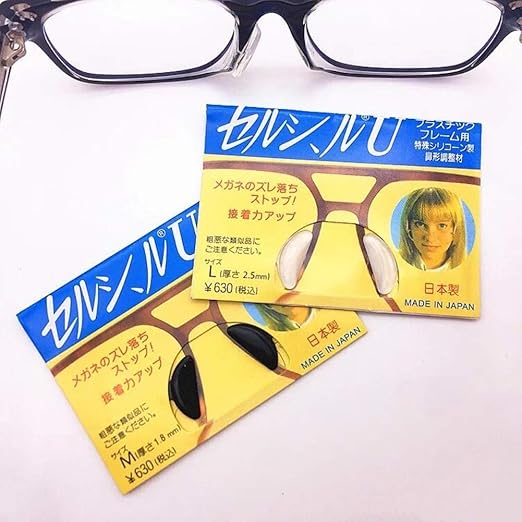 セルシ、ル®U
プラスチック
フレーム用
特殊シリコーン製
鼻形調整材
メガネのズレ落ち
ストップ!
接着力アップ
粗悪な類似品に
ご注意ください。
サイズ
L(厚さ2.5mm)
¥630(税込)
日本製
MADE IN JAPAN
セルシ、ル®U
メガネのズレ落ち
ストップ!
接着力アップ
粗悪な類似品に
ご注意ください。
サイズ
M(厚さ1.8mm)
¥630(税込)
日本製
MADE IN JAPAN